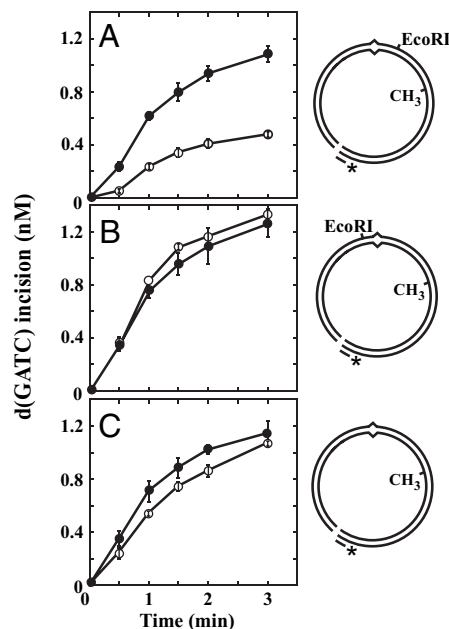 A
1.2
0.8
0.4
0
EcoRI
CH3
*
B
1.2
0.8
0.4
0
EcoRI
CH3
*
C
1.2
0.8
0.4
0
CH3
*
d(GATC) incision (nM)
0 1 2 3
Time (min)